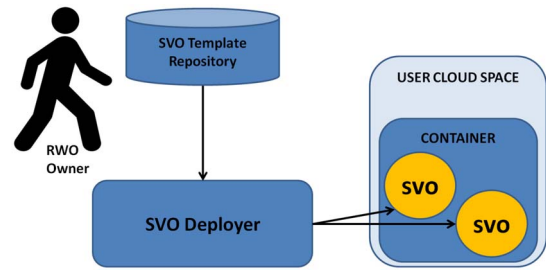 SVO Template
Repository
USER CLOUD SPACE
RWO
Owner
CONTAINER
SVO
SVO Deployer
SVO